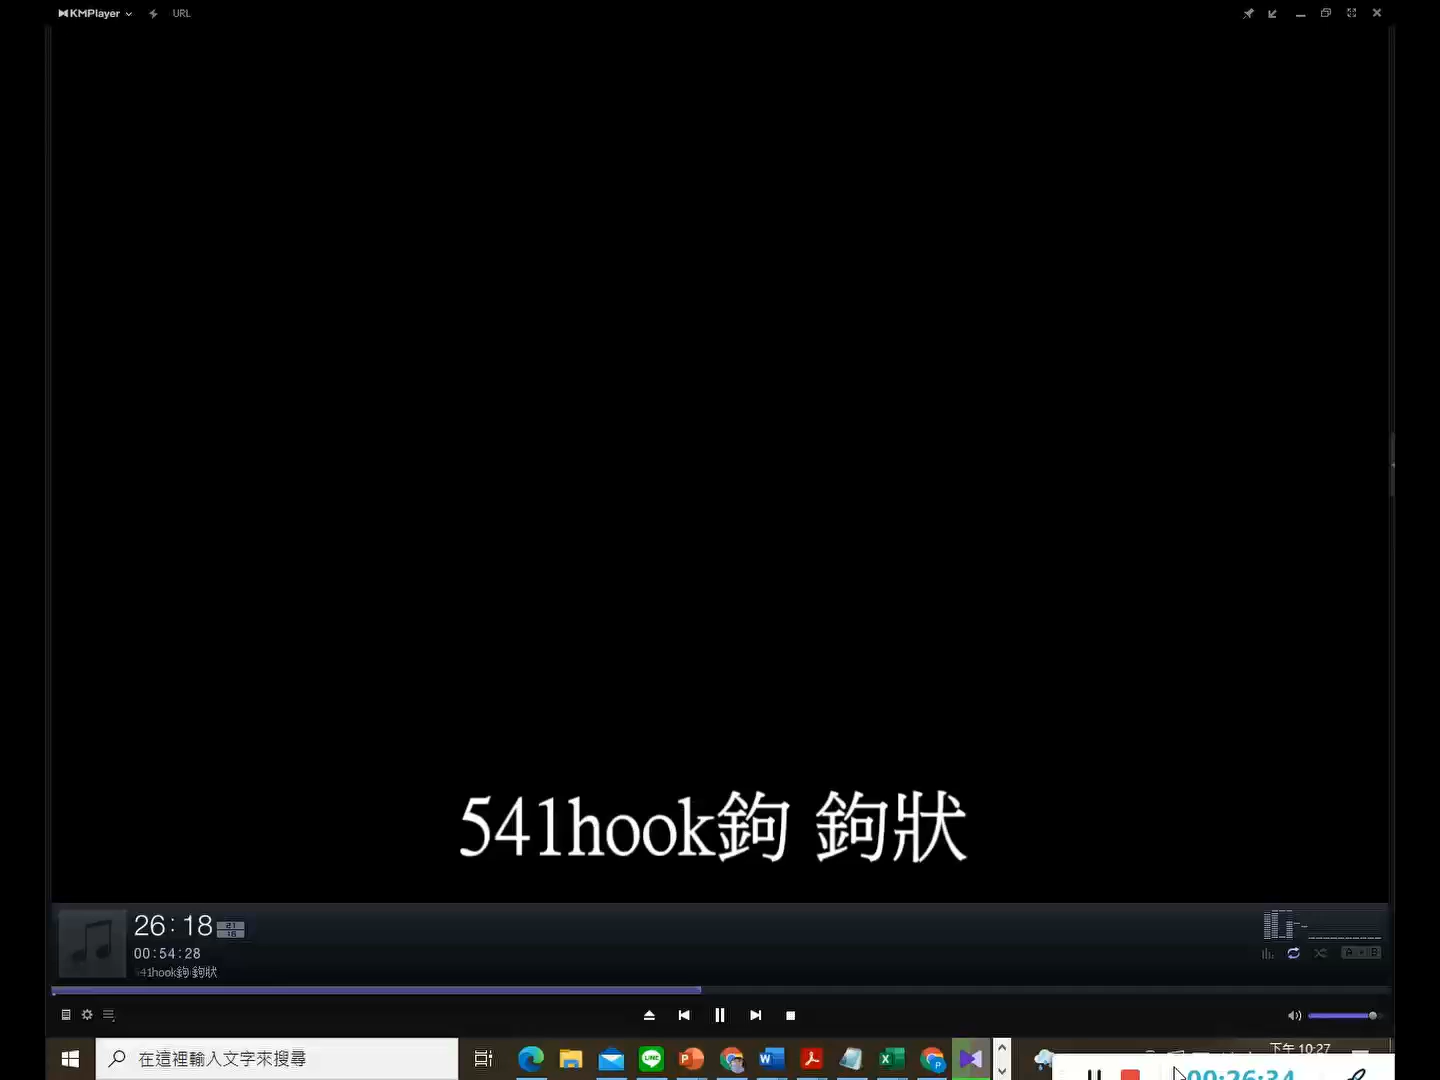 KMPlayer URL
541hook鉤 鉤狀
26:18
00:54:28
541hook鉤 鉤狀
A B
在這裡輸入文字來搜尋
下午 10:27
00:26:34